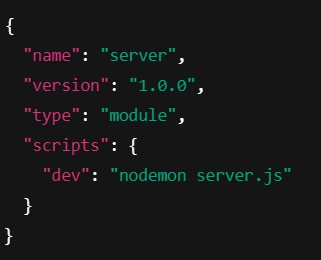 {
  "name": "server",
  "version": "1.0.0",
  "type": "module",
  "scripts": {
    "dev": "nodemon server.js"
  }
}